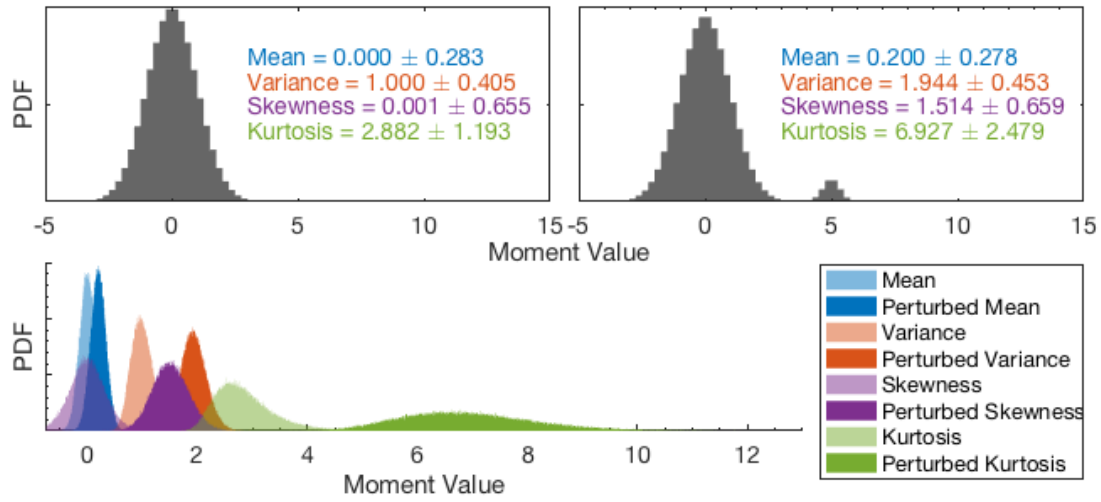 PDF
Mean = 0.000 ± 0.283
Variance = 1.000 ± 0.405
Skewness = 0.001 ± 0.655
Kurtosis = 2.882 ± 1.193
-5 0 5 10 15
Mean = 0.200 ± 0.278
Variance = 1.944 ± 0.453
Skewness = 1.514 ± 0.659
Kurtosis = 6.927 ± 2.479
-5 0 5 10 15
Moment Value
PDF
0 2 4 6 8 10 12
Moment Value
Mean
Perturbed Mean
Variance
Perturbed Variance
Skewness
Perturbed Skewness
Kurtosis
Perturbed Kurtosis